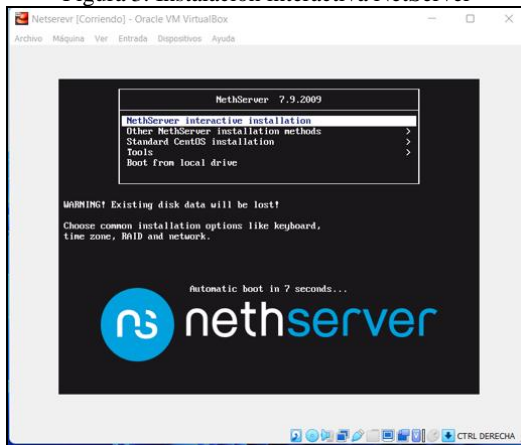 Netserevr [Corriendo] - Oracle VM VirtualBox
Archivo Máquina Ver Entrada Dispositivos Ayuda
NethServer 7.9.2009
NethServer interactive installation
Other NethServer installation methods >
Standard CentOS installation >
Tools >
Boot from local drive
WARNING! Existing disk data will be lost!
Choose common installation options like keyboard,
time zone, RAID and network.
Automatic boot in 7 seconds...
ns nethserver
CTRL DERECHA